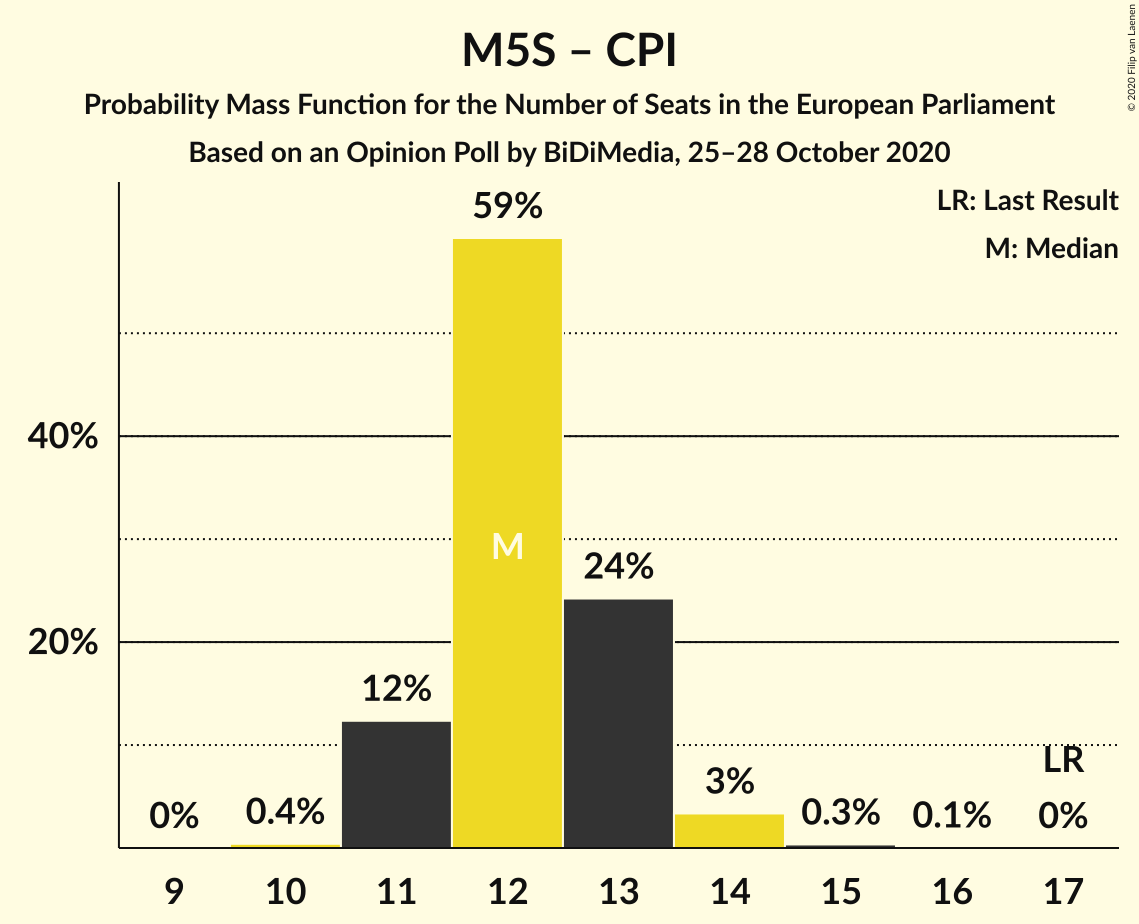 M5S – CPI
Probability Mass Function for the Number of Seats in the European Parliament
Based on an Opinion Poll by BiDiMedia, 25–28 October 2020
© 2020 Filip van Laenen
LR: Last Result
M: Median
59%
40%
M
24%
20%
12%
LR
0%
0.4%
3%
0.3%
0.1%
0%
9
10
11
12
13
14
15
16
17